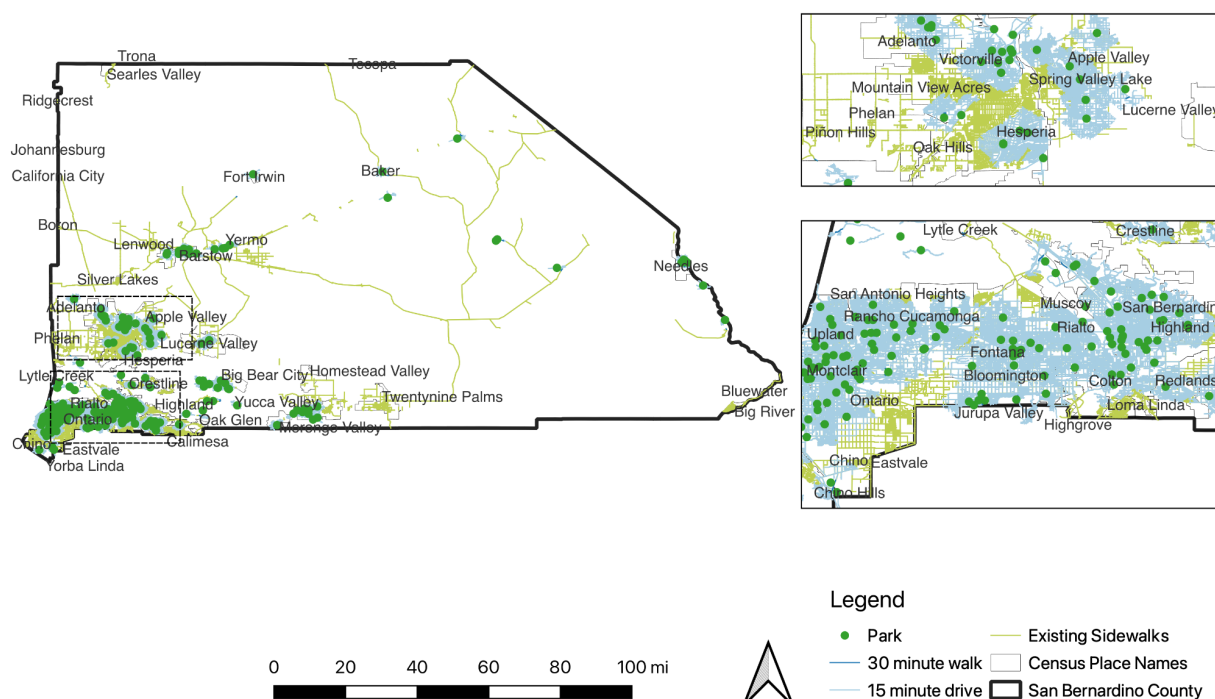 Trona
Searles Valley
Tecopa
Ridgecrest
Johannesburg
California City
Fort Irwin
Baker
Boron
Lenwood
Yermo
Barstow
Needles
Silver Lakes
Adelanto
Apple Valley
Phelan
Lucerne Valley
Hesperia
Lytle Creek
Crestline
Big Bear City
Homestead Valley
Rialto
Highland
Yucca Valley
Twentynine Palms
Bluewater
Ontario
Oak Glen
Big River
Morongo Valley
Chino
Eastvale
Calimesa
Yorba Linda
Adelanto
Victorville
Apple Valley
Spring Valley Lake
Mountain View Acres
Phelan
Lucerne Valley
Piñon Hills
Hesperia
Oak Hills
Lytle Creek
Crestline
San Antonio Heights
Muscoy
San Bernardin
Rancho Cucamonga
Upland
Rialto
Highland
Fontana
Montclair
Bloomington
Colton
Redlands
Ontario
Loma Linda
Jurupa Valley
Highgrove
Chino
Eastvale
Chino Hills
0 20 40 60 80 100 mi
Legend
Park
Existing Sidewalks
30 minute walk
Census Place Names
15 minute drive
San Bernardino County